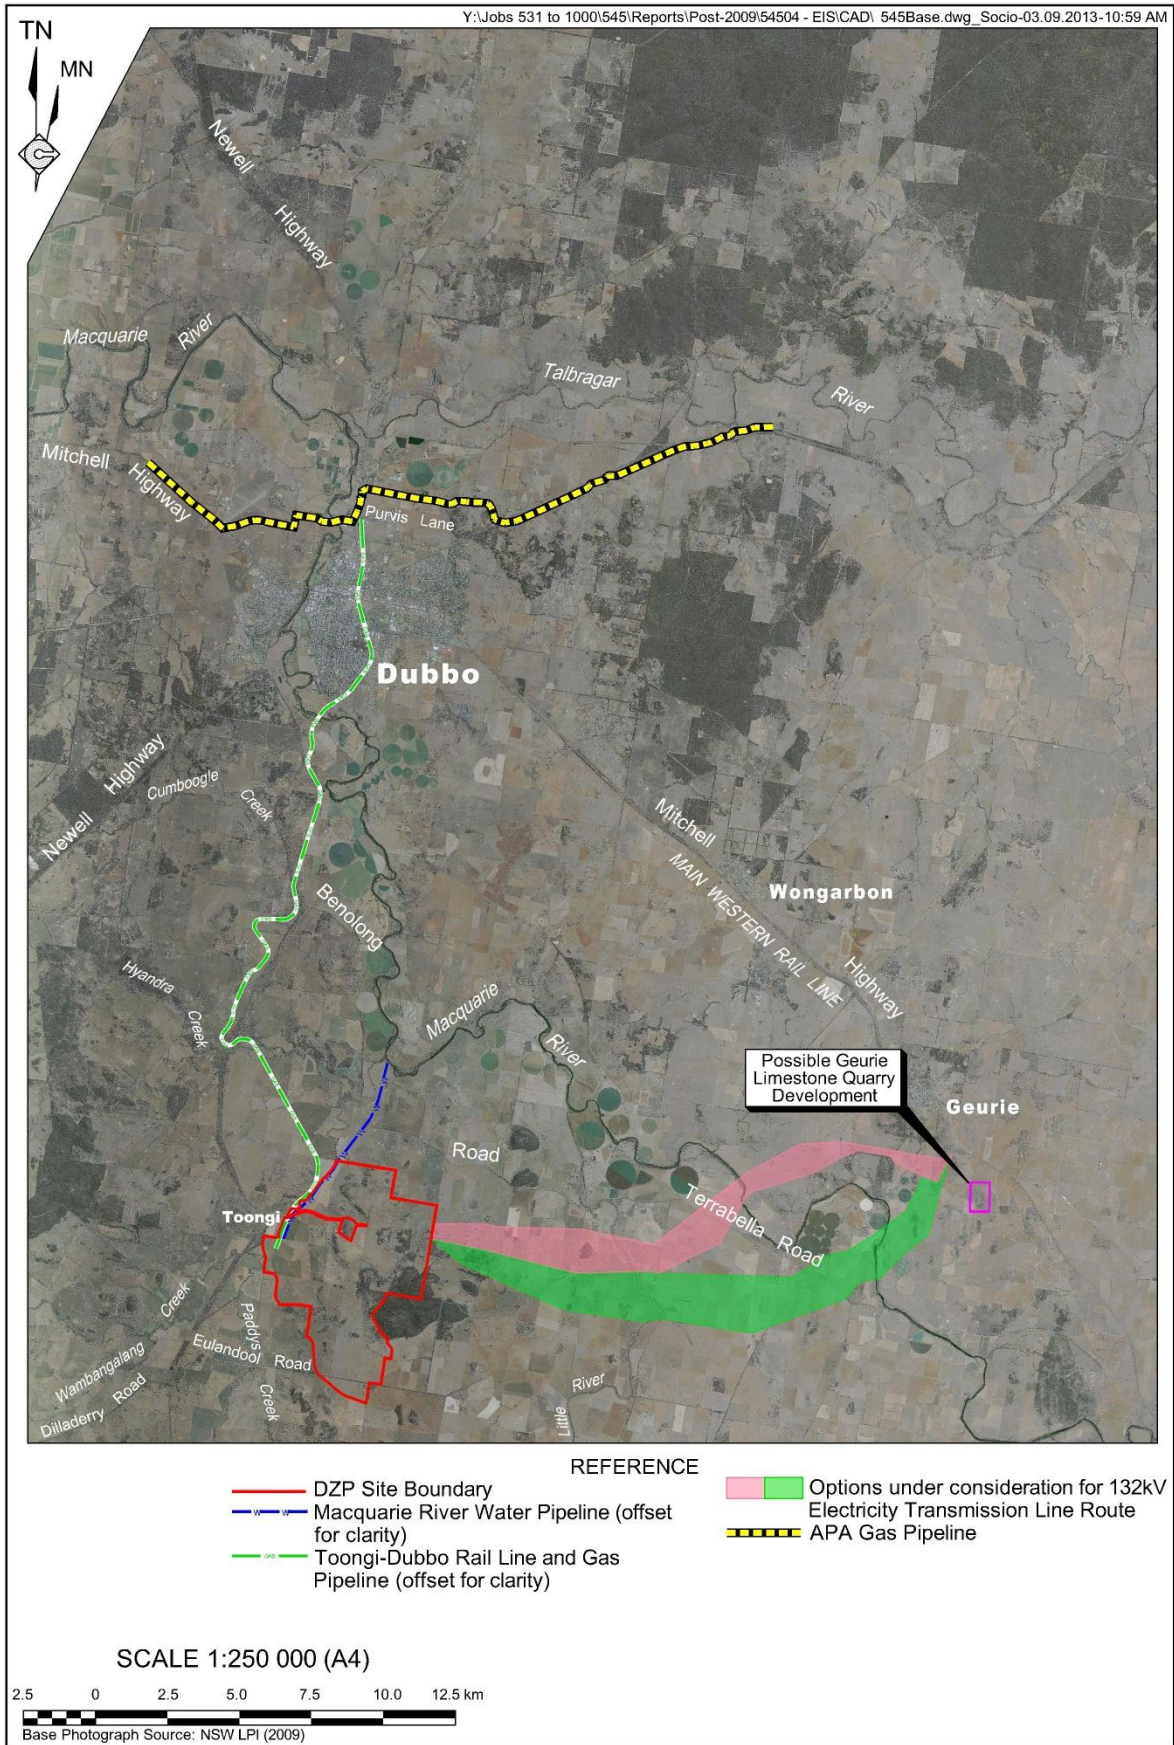 Y:\Jobs 531 to 1000\545\Reports\Post-2009\54504 - EIS\CAD\ 545Base.dwg_Socio-03.09.2013-10:59 AM
TN
MN
Newell
Highway
Macquarie
River
Talbragar
River
Mitchell
Highway
Purvis Lane
Dubbo
Newell
Highway
Cumboogle
Creek
Mitchell
MAIN WESTERN RAIL LINE
Wongarbon
Highway
Benolong
Hyandra
Creek
Macquarie
River
Possible Geurie
Limestone Quarry
Development
Geurie
Road
Terrabella Road
Toongi
Wambangalang
Creek
Paddys
Creek
Eulandool Road
Dilladerry Road
Little
River
REFERENCE
DZP Site Boundary
W W
Macquarie River Water Pipeline (offset
for clarity)
GAS
Toongi-Dubbo Rail Line and Gas
Pipeline (offset for clarity)
Options under consideration for 132kV
Electricity Transmission Line Route
APA Gas Pipeline
SCALE 1:250 000 (A4)
2.5 0 2.5 5.0 7.5 10.0 12.5 km
Base Photograph Source: NSW LPI (2009)